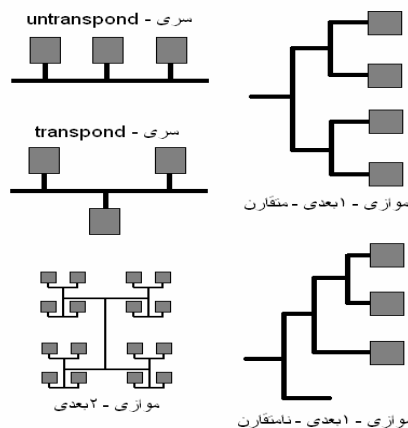 سری - untranspond
سری - transpond
موازی - ۱بعدی - متقارن
موازی - ۲بعدی
موازی - ۱بعدی - نامتقارن